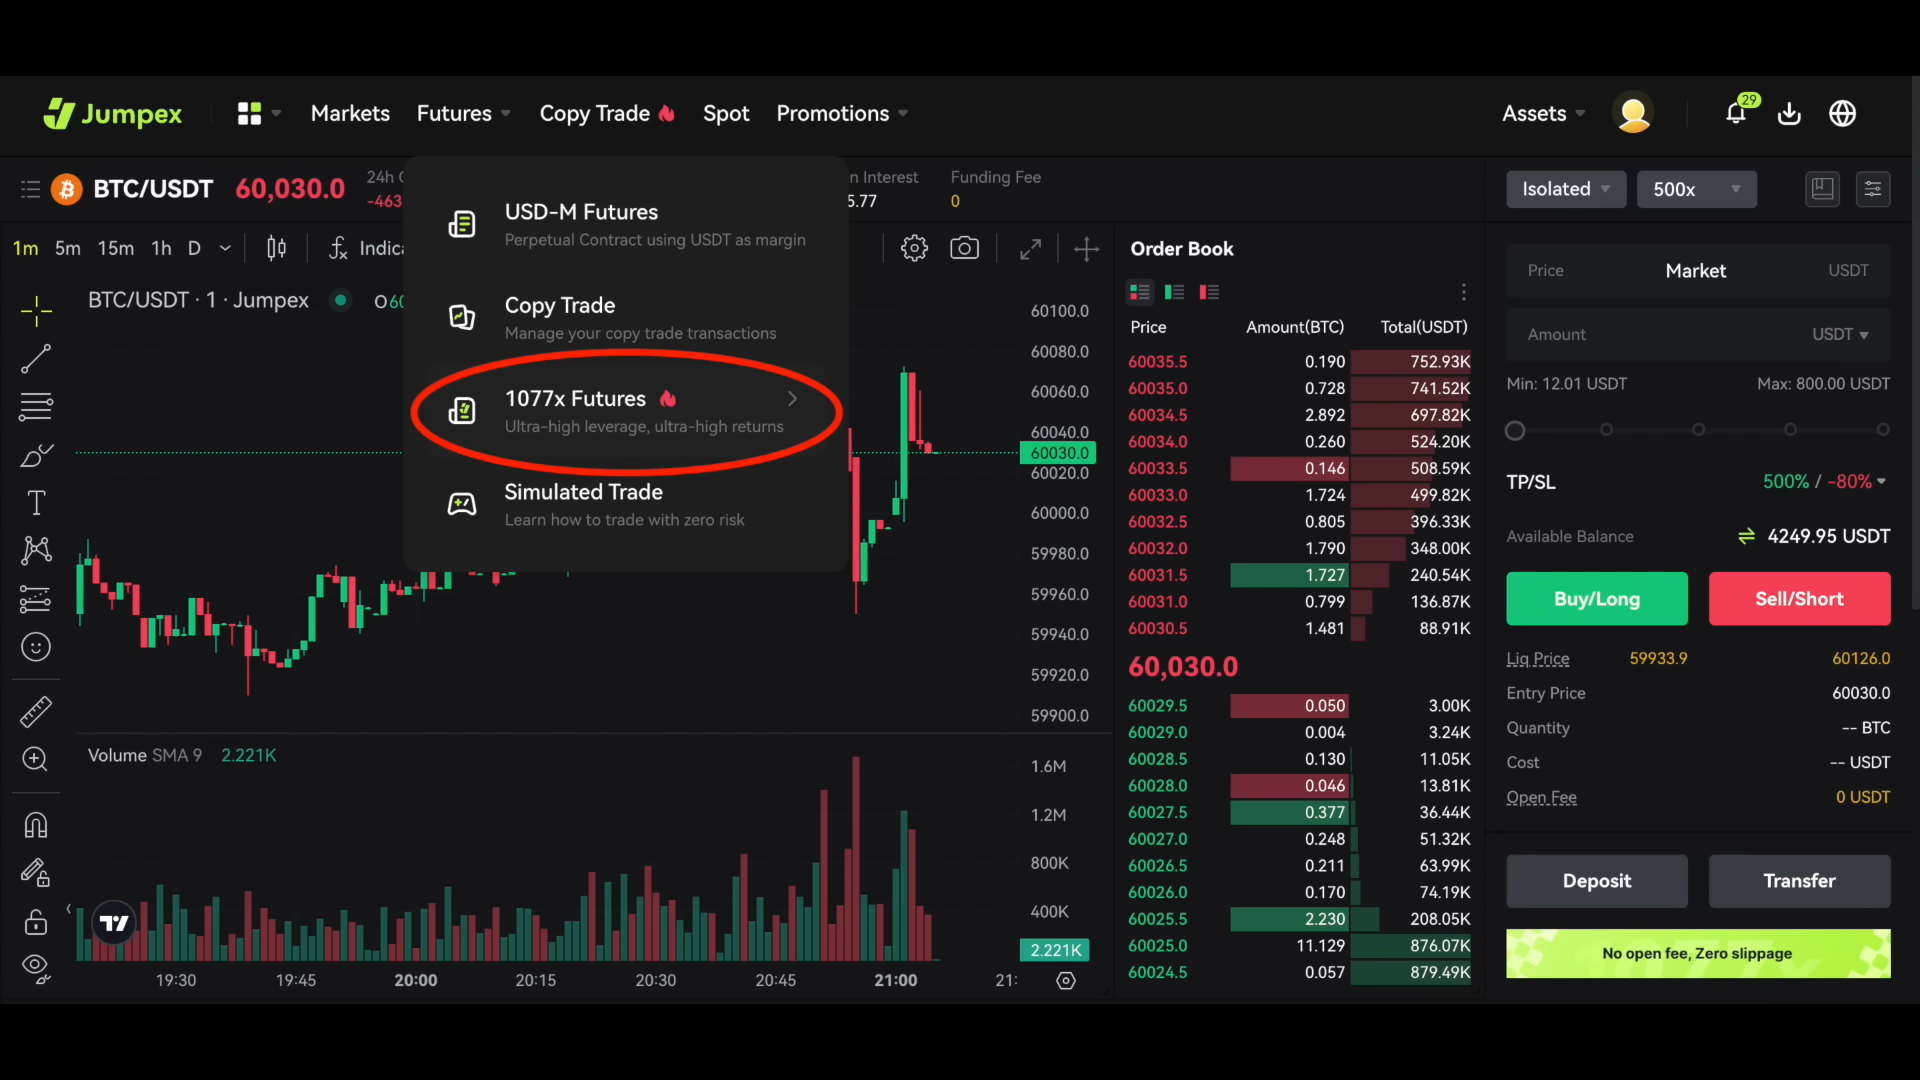 Jumpex
Markets
Futures
Copy Trade
Spot
Promotions
Assets
29
BTC/USDT
60,030.0
24h
-463
n Interest
5.77
Funding Fee
0
Isolated
500x
USD-M Futures
Perpetual Contract using USDT as margin
Copy Trade
Manage your copy trade transactions
1077x Futures
Ultra-high leverage, ultra-high returns
Simulated Trade
Learn how to trade with zero risk
1m 5m 15m 1h D
Indica
BTC/USDT · 1 · Jumpex
O60
60100.0
60080.0
60060.0
60040.0
60030.0
60020.0
60000.0
59980.0
59960.0
59940.0
59920.0
59900.0
Volume SMA 9 2.221K
1.6M
1.2M
800K
400K
2.221K
19:30 19:45 20:00 20:15 20:30 20:45 21:00 21:
Order Book
Price Amount(BTC) Total(USDT)
60035.5 0.190 752.93K
60035.0 0.728 741.52K
60034.5 2.892 697.82K
60034.0 0.260 524.20K
60033.5 0.146 508.59K
60033.0 1.724 499.82K
60032.5 0.805 396.33K
60032.0 1.790 348.00K
60031.5 1.727 240.54K
60031.0 0.799 136.87K
60030.5 1.481 88.91K
60,030.0
60029.5 0.050 3.00K
60029.0 0.004 3.24K
60028.5 0.130 11.05K
60028.0 0.046 13.81K
60027.5 0.377 36.44K
60027.0 0.248 51.32K
60026.5 0.211 63.99K
60026.0 0.170 74.19K
60025.5 2.230 208.05K
60025.0 11.129 876.07K
60024.5 0.057 879.49K
Price Market USDT
Amount USDT
Min: 12.01 USDT Max: 800.00 USDT
TP/SL 500% / -80%
Available Balance 4249.95 USDT
Buy/Long
Sell/Short
Liq Price 59933.9 60126.0
Entry Price 60030.0
Quantity -- BTC
Cost -- USDT
Open Fee 0 USDT
Deposit
Transfer
No open fee, Zero slippage